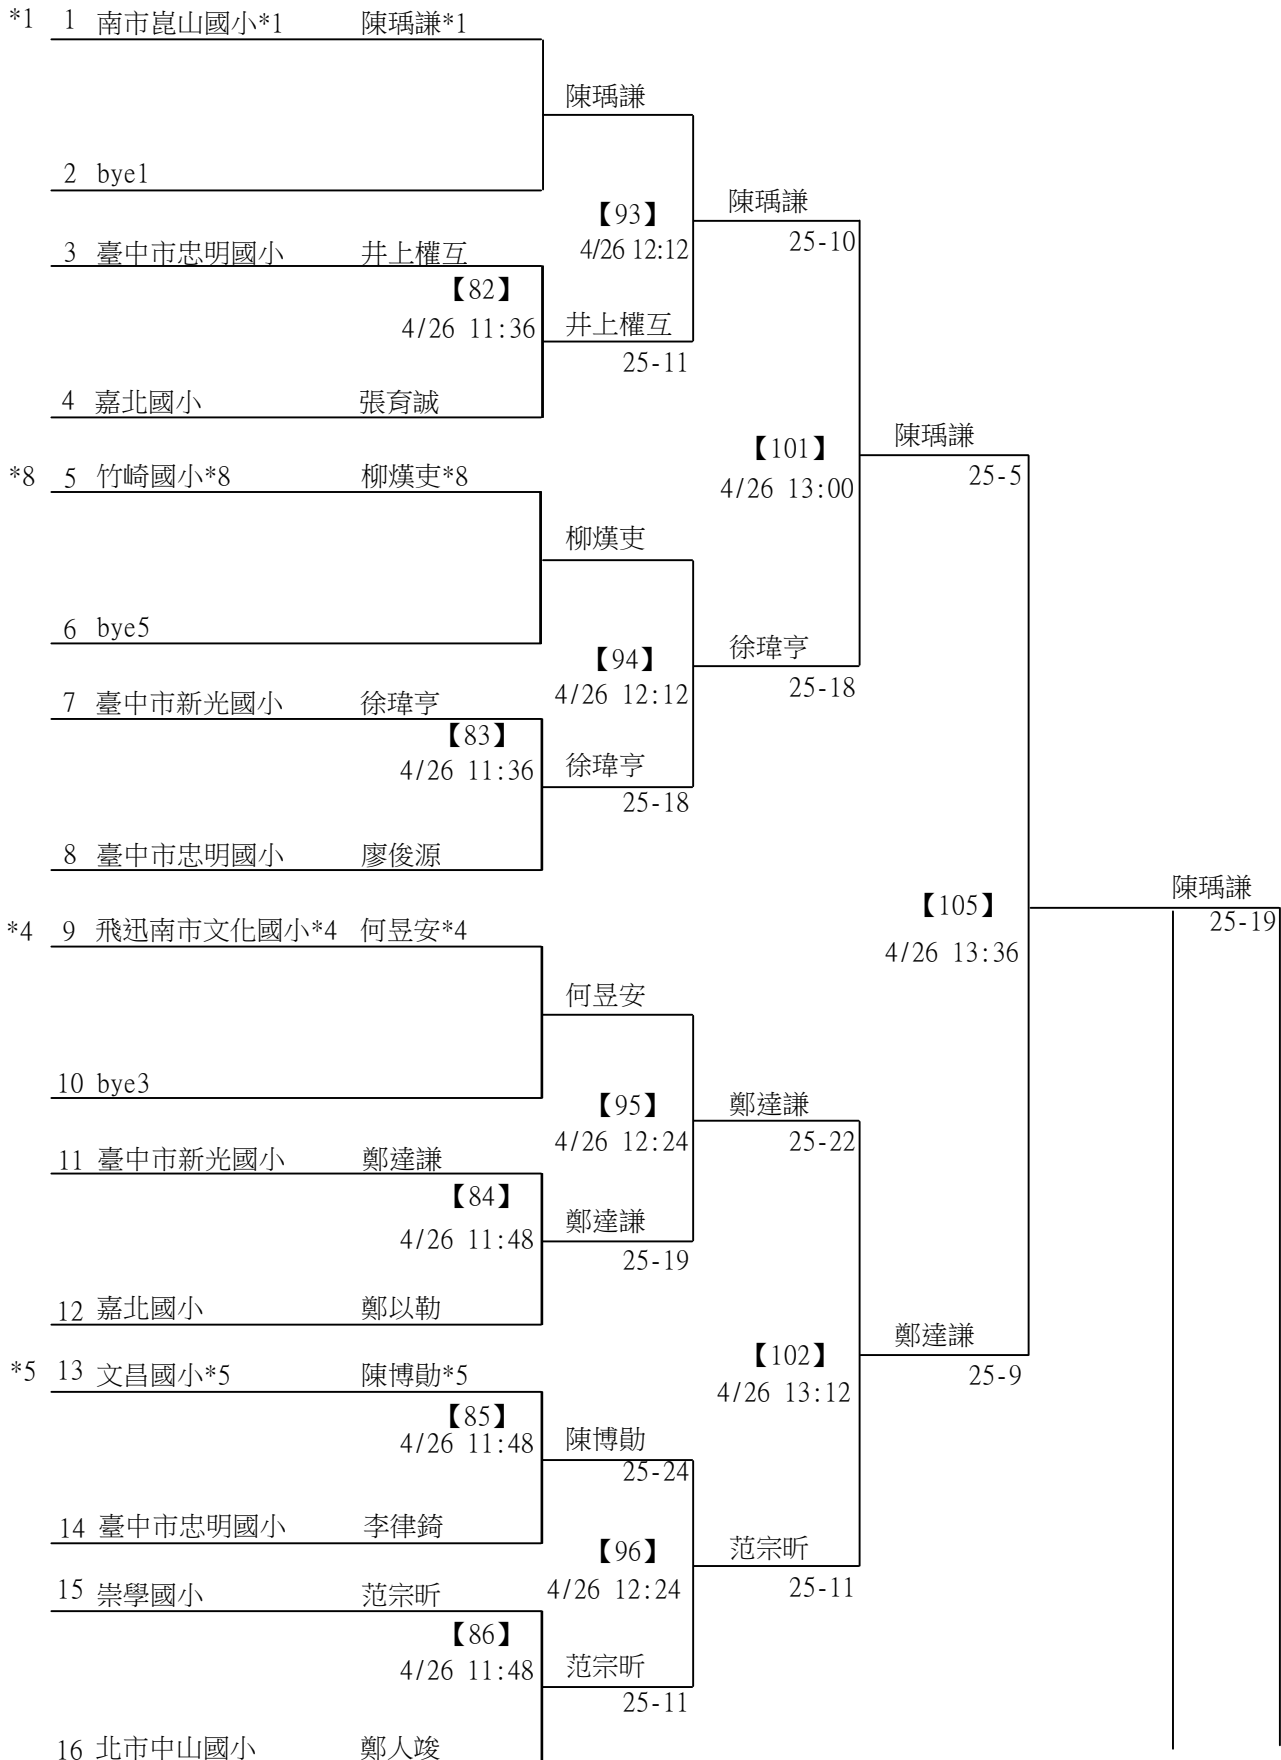 *1 1 南市崑山國小*1 陳瑀謙*1
陳瑀謙
2 bye1
陳瑀謙
【93】
25-10
3 臺中市忠明國小 井上權互
4/26 12:12
【82】
4/26 11:36
井上權互
25-11
4 嘉北國小 張育誠
陳瑀謙
【101】
*8 5 竹崎國小*8 柳熯吏*8
25-5
4/26 13:00
柳熯吏
6 bye5
徐瑋亨
【94】
25-18
7 臺中市新光國小 徐瑋亨
4/26 12:12
【83】
4/26 11:36
徐瑋亨
25-18
8 臺中市忠明國小 廖俊源
陳瑀謙
【105】
25-19
*4 9 飛迅南市文化國小*4 何昱安*4
4/26 13:36
何昱安
10 bye3
【95】
鄭達謙
4/26 12:24
25-22
11 臺中市新光國小 鄭達謙
【84】
鄭達謙
4/26 11:48
25-19
12 嘉北國小 鄭以勒
鄭達謙
【102】
*5 13 文昌國小*5 陳博勛*5
25-9
4/26 13:12
【85】
4/26 11:48
陳博勛
25-24
14 臺中市忠明國小 李律錡
【96】
范宗昕
4/26 12:24
25-11
15 崇學國小 范宗昕
【86】
4/26 11:48
范宗昕
25-11
16 北市中山國小 鄭人竣